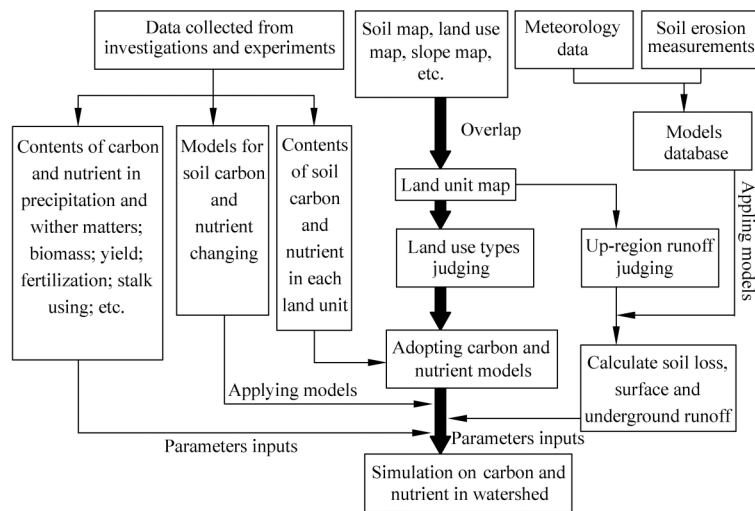 Data collected from
investigations and experiments
Soil map, land use
map, slope map,
etc.
Meteorology
data
Soil erosion
measurements
Overlap
Models
database
Contents of carbon
and nutrient in
precipitation and
wither matters;
biomass; yield;
fertilization; stalk
using; etc.
Models for
soil carbon
and
nutrient
changing
Contents
of soil
carbon
and
nutrient
in each
land unit
Land unit map
Land use types
judging
Up-region runoff
judging
Appling models
Adopting carbon and
nutrient models
Calculate soil loss,
surface and
underground runoff
Applying models
Parameters inputs
Parameters inputs
Simulation on carbon and
nutrient in watershed